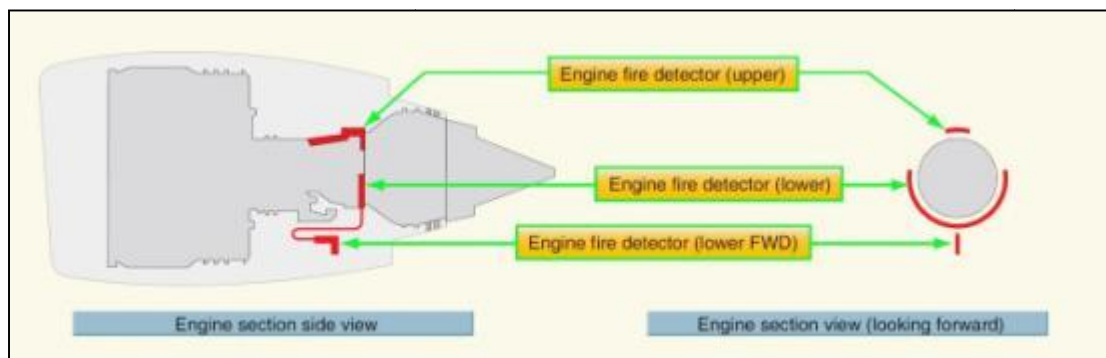 Engine fire detector (upper)
Engine fire detector (lower)
Engine fire detector (lower FWD)
Engine section side view
Engine section view (looking forward)